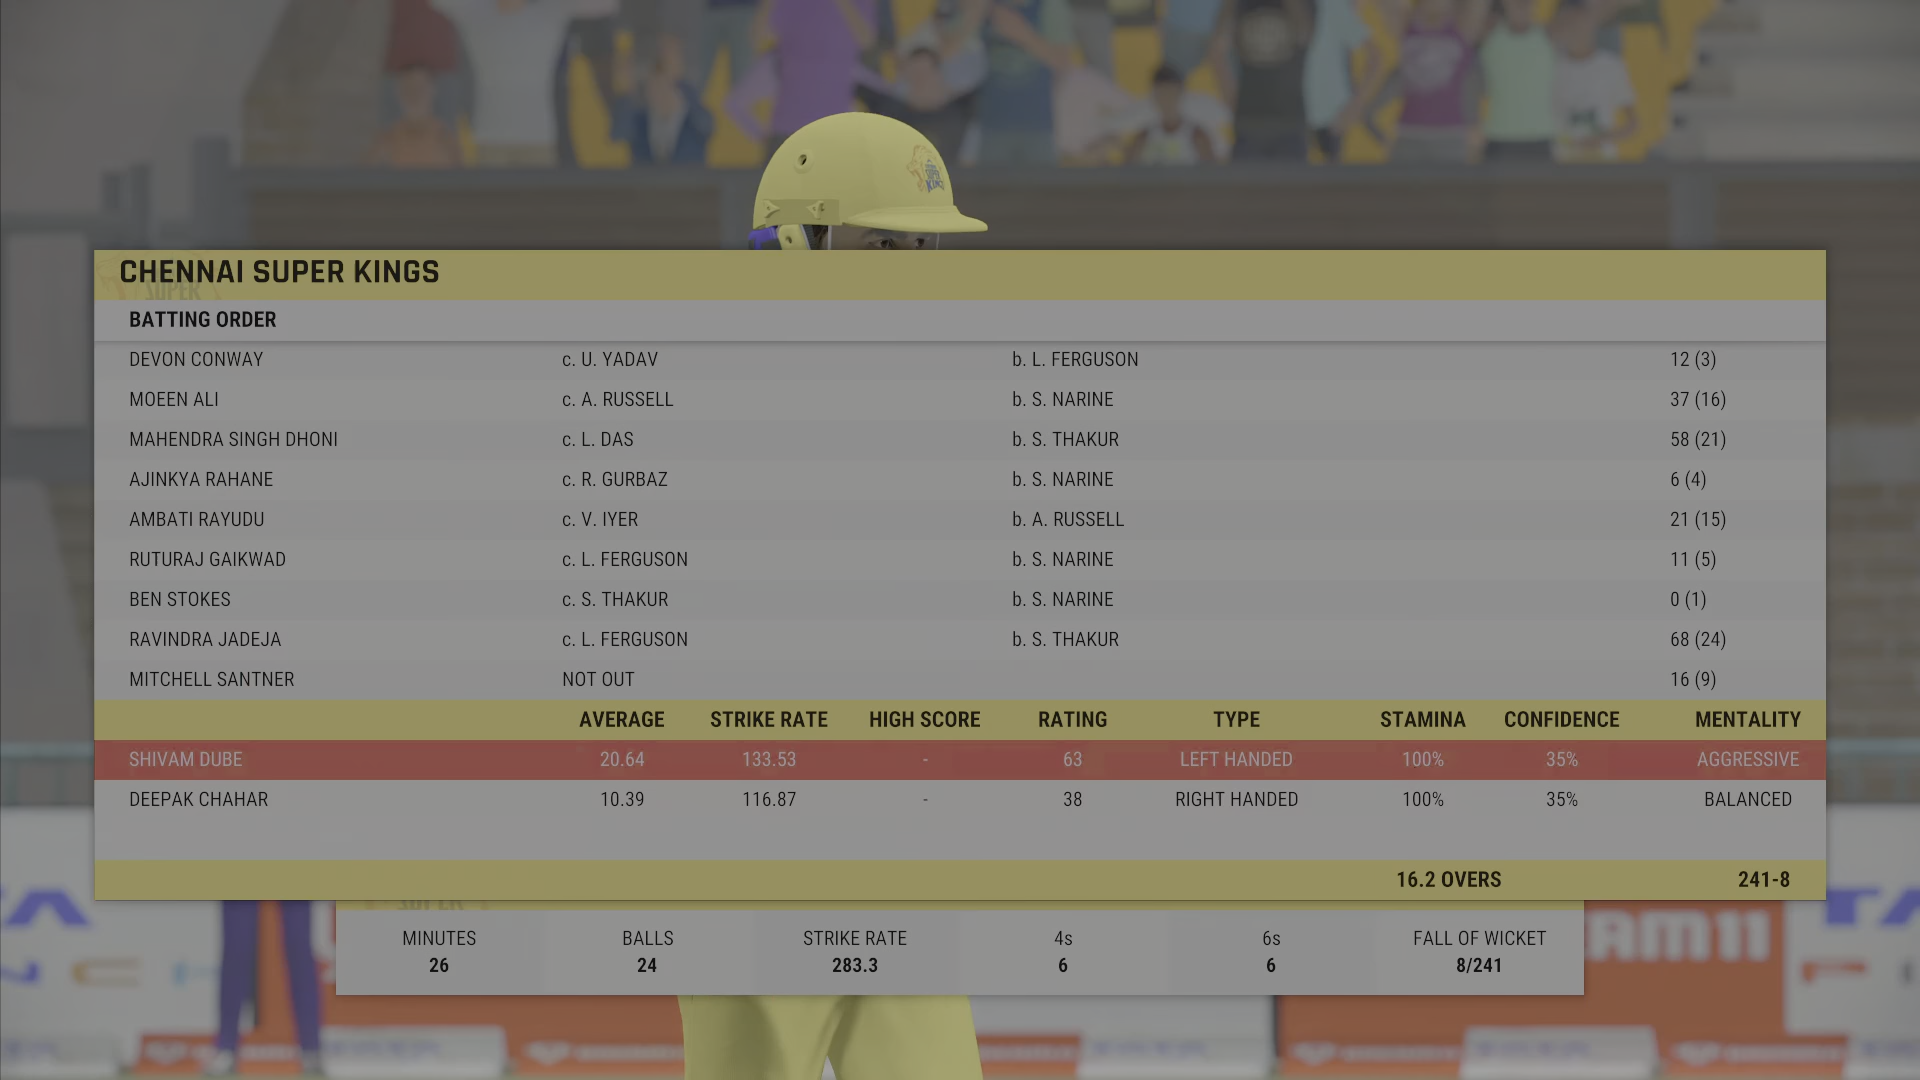 SUPER KINGS
CHENNAI SUPER KINGS
BATTING ORDER
DEVON CONWAY c. U. YADAV b. L. FERGUSON 12 (3)
MOEEN ALI c. A. RUSSELL b. S. NARINE 37 (16)
MAHENDRA SINGH DHONI c. L. DAS b. S. THAKUR 58 (21)
AJINKYA RAHANE c. R. GURBAZ b. S. NARINE 6 (4)
AMBATI RAYUDU c. V. IYER b. A. RUSSELL 21 (15)
RUTURAJ GAIKWAD c. L. FERGUSON b. S. NARINE 11 (5)
BEN STOKES c. S. THAKUR b. S. NARINE 0 (1)
RAVINDRA JADEJA c. L. FERGUSON b. S. THAKUR 68 (24)
MITCHELL SANTNER NOT OUT 16 (9)
AVERAGE STRIKE RATE HIGH SCORE RATING TYPE STAMINA CONFIDENCE MENTALITY
SHIVAM DUBE 20.64 133.53 - 63 LEFT HANDED 100% 35% AGGRESSIVE
DEEPAK CHAHAR 10.39 116.87 - 38 RIGHT HANDED 100% 35% BALANCED
16.2 OVERS 241-8
MINUTES BALLS STRIKE RATE 4s 6s FALL OF WICKET
26 24 283.3 6 6 8/241